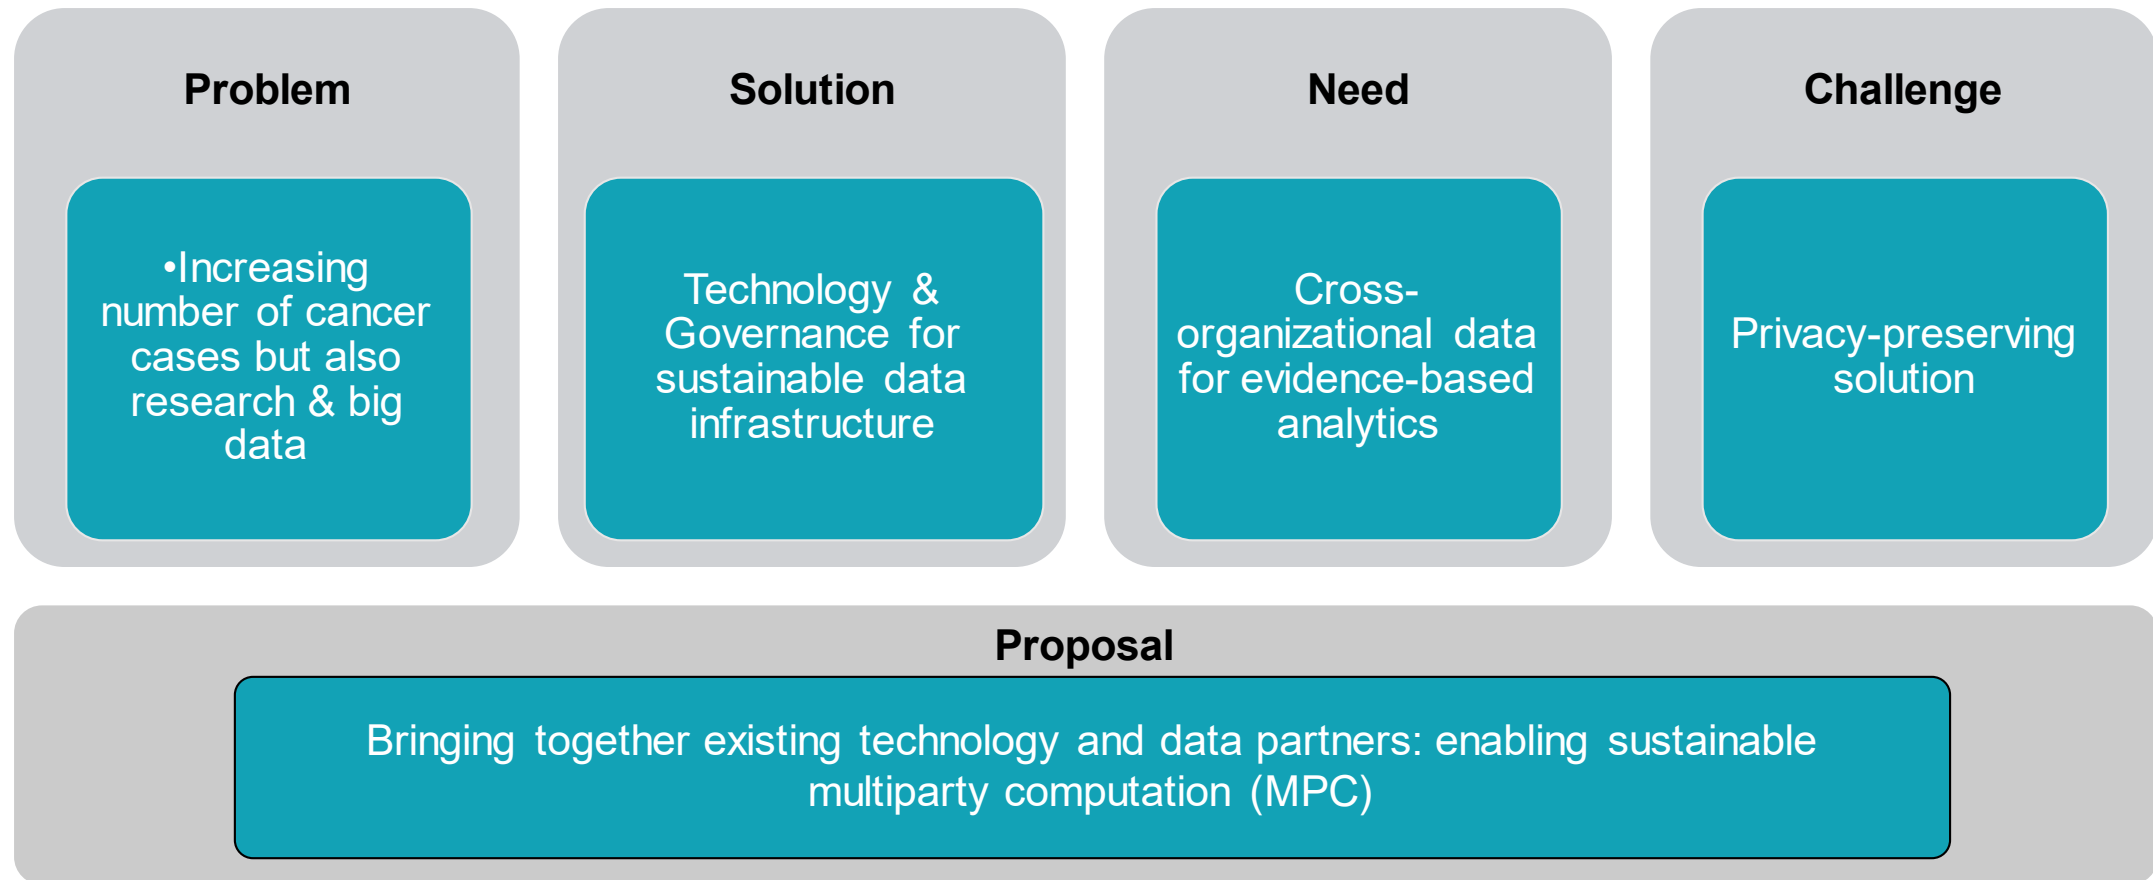 Problem
•Increasing
number of cancer
cases but also
research & big
data
Solution
Technology &
Governance for
sustainable data
infrastructure
Need
Cross-
organizational data
for evidence-based
analytics
Challenge
Privacy-preserving
solution
Proposal
Bringing together existing technology and data partners: enabling sustainable
multiparty computation (MPC)